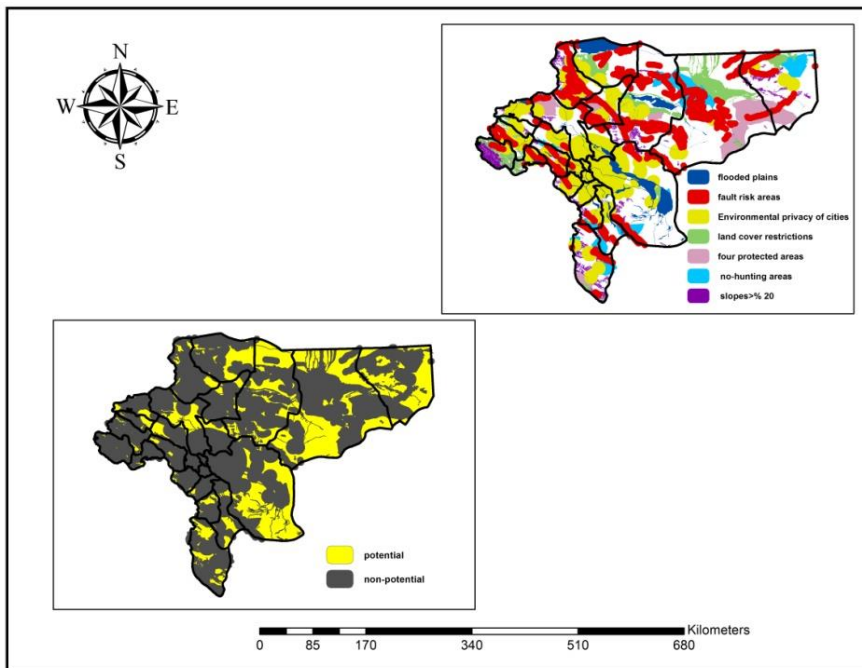 N
W E
S
flooded plains
fault risk areas
Environmental privacy of cities
land cover restrictions
four protected areas
no-hunting areas
slopes>% 20
potential
non-potential
Kilometers
0 85 170 340 510 680